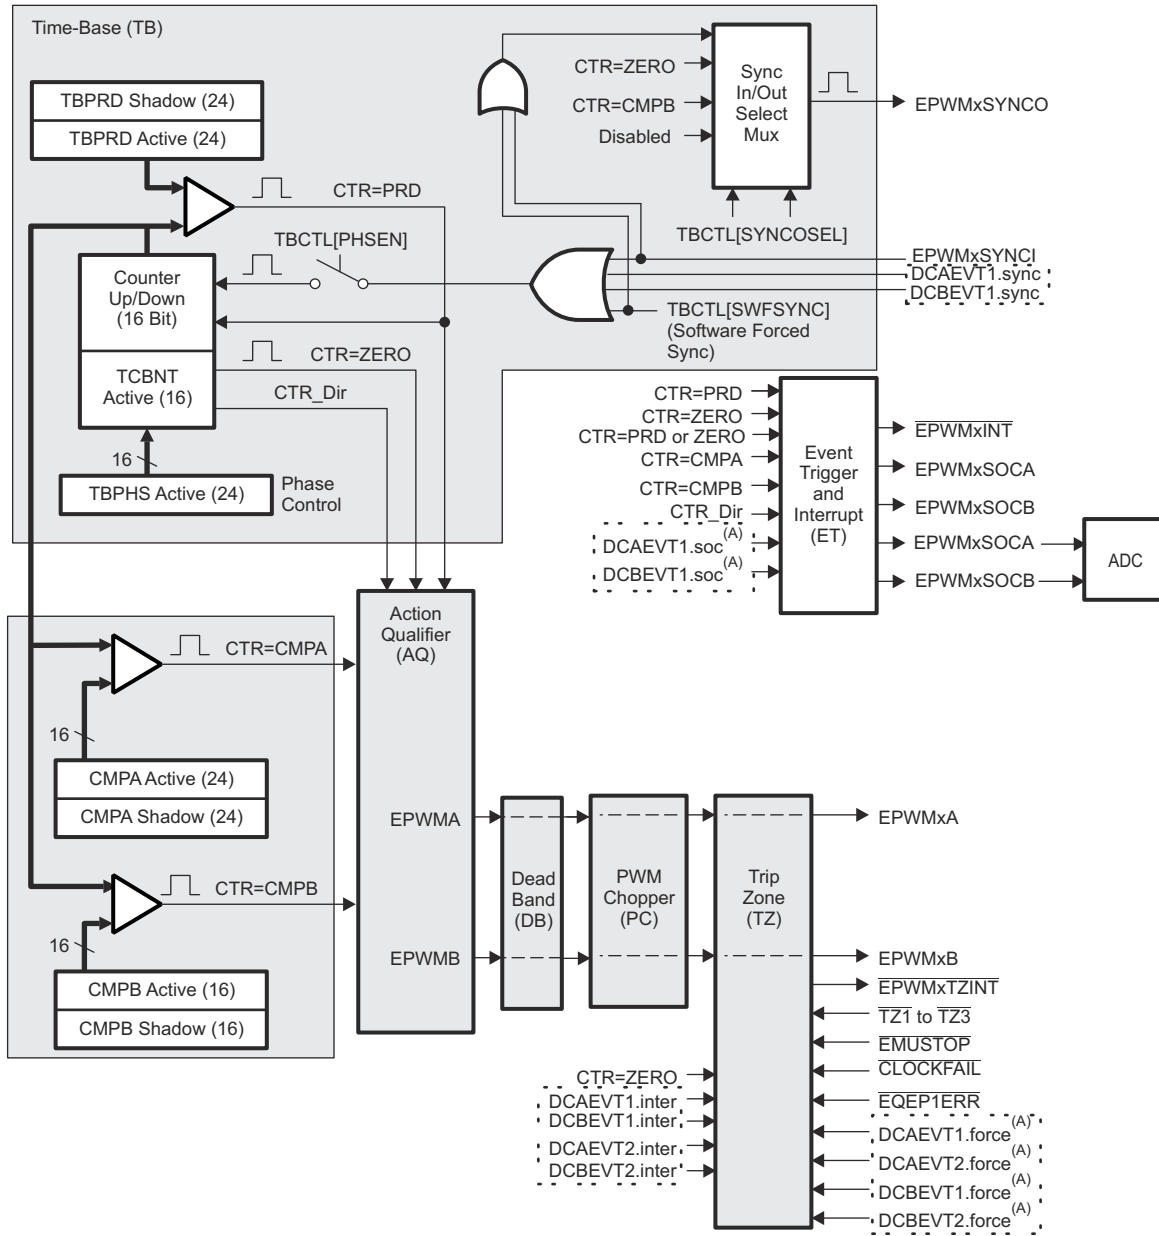 Time-Base (TB)
TBPRD Shadow (24)
TBPRD Active (24)
CTR=PRD
TBCTL[PHSEN]
Counter
Up/Down
(16 Bit)
TCBNT
Active (16)
CTR=ZERO
CTR_Dir
16
TBPHS Active (24)
Phase
Control
CTR=ZERO
CTR=CMPB
Disabled
Sync
In/Out
Select
Mux
EPWMxSYNCO
TBCTL[SYNCOSEL]
EPWMxSYNCI
DCAEVT1.sync
DCBEVT1.sync
TBCTL[SWFSYNC]
(Software Forced
Sync)
CTR=PRD
CTR=ZERO
CTR=PRD or ZERO
CTR=CMPA
CTR=CMPB
CTR_Dir
DCAEVT1.soc(A)
DCBEVT1.soc(A)
Event
Trigger
and
Interrupt
(ET)
EPWMxINT
EPWMxSOCA
EPWMxSOCB
EPWMxSOCA
EPWMxSOCB
ADC
Action
Qualifier
(AQ)
CTR=CMPA
16
CMPA Active (24)
CMPA Shadow (24)
CTR=CMPB
16
CMPB Active (16)
CMPB Shadow (16)
EPWMA
EPWMB
Dead
Band
(DB)
PWM
Chopper
(PC)
Trip
Zone
(TZ)
EPWMxA
EPWMxB
EPWMxTZINT
TZ1 to TZ3
EMUSTOP
CLOCKFAIL
EQEP1ERR
DCAEVT1.force(A)
DCAEVT2.force(A)
DCBEVT1.force(A)
DCBEVT2.force(A)
CTR=ZERO
DCAEVT1.inter
DCBEVT1.inter
DCAEVT2.inter
DCBEVT2.inter